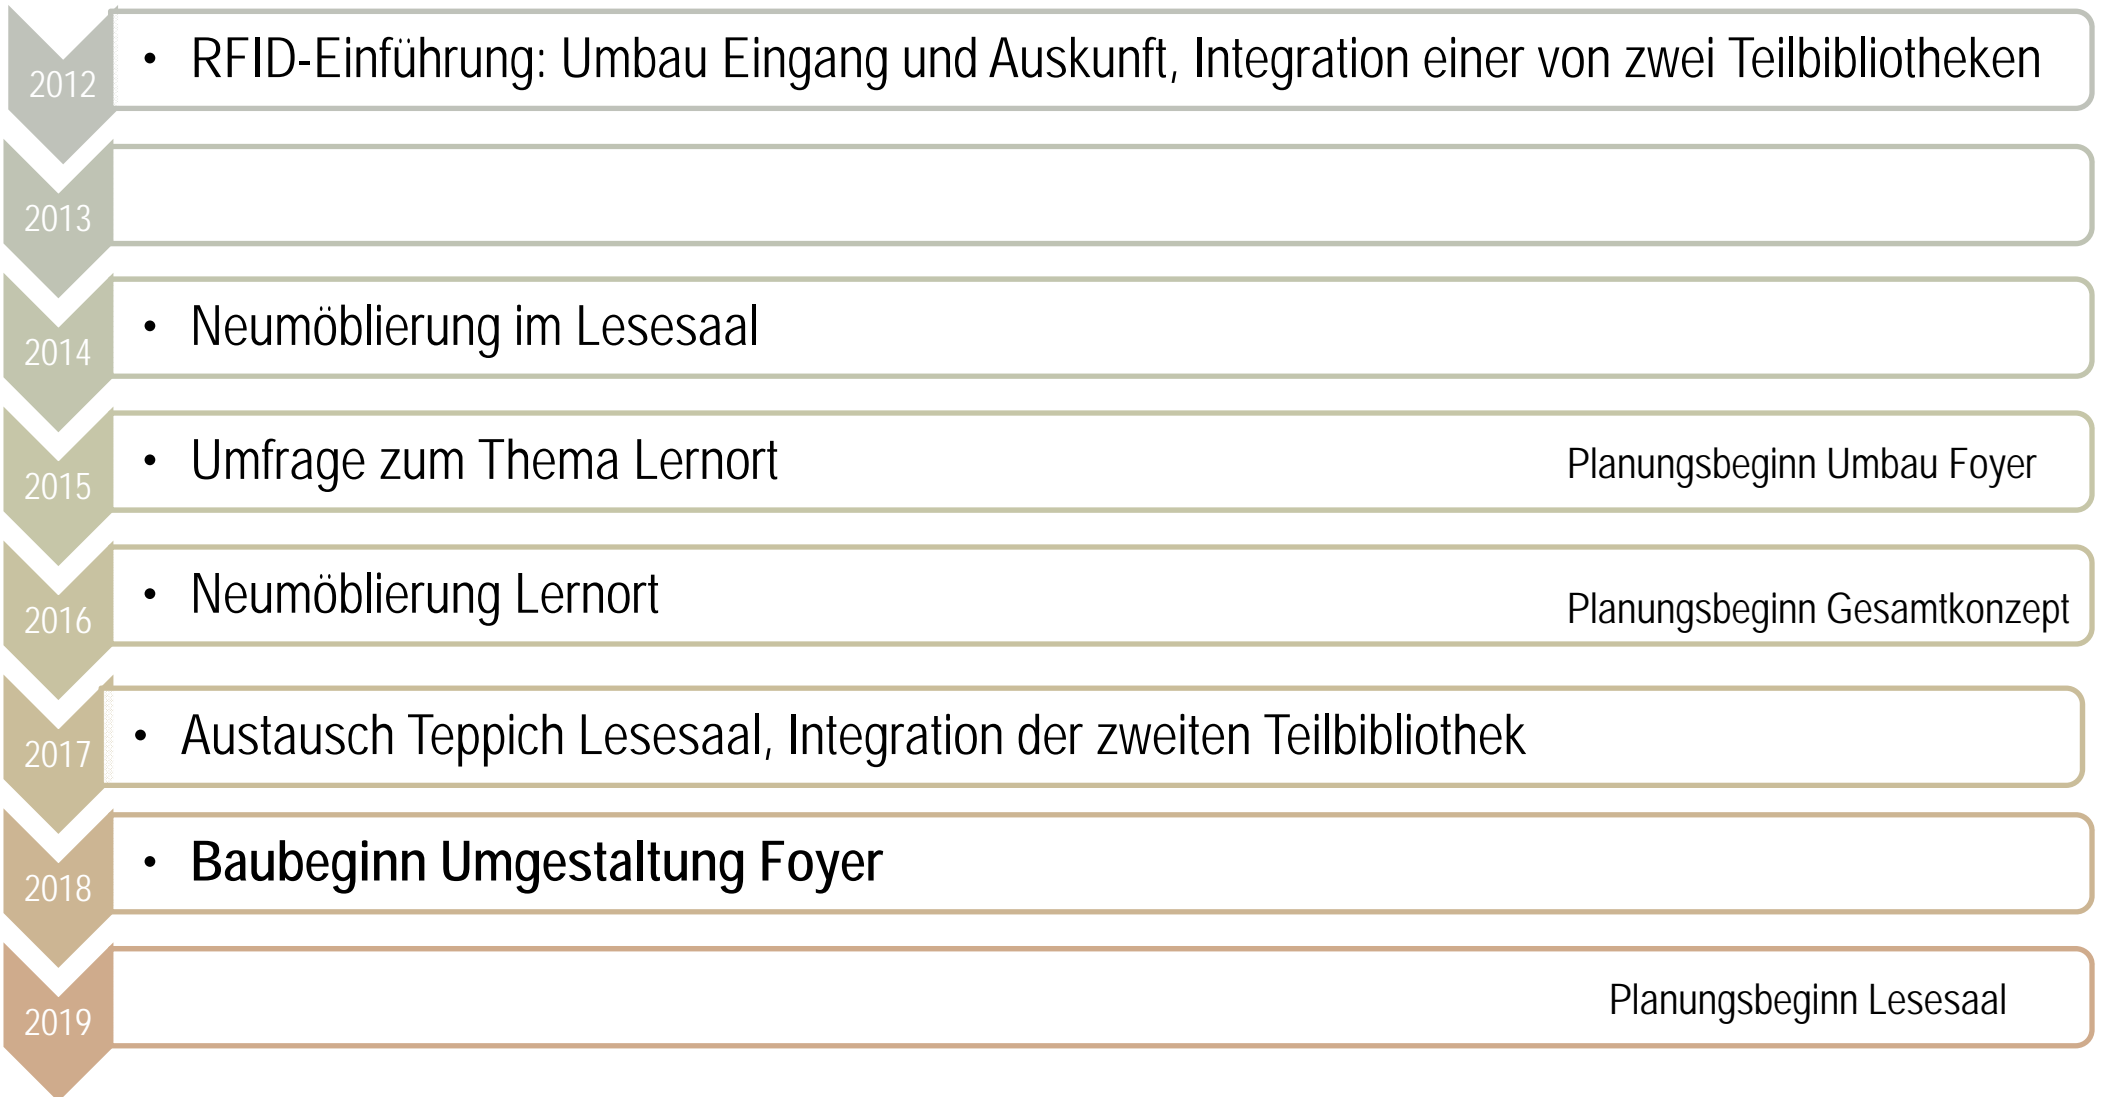 2012
• RFID-Einführung: Umbau Eingang und Auskunft, Integration einer von zwei Teilbibliotheken
2013
2014
• Neumöblierung im Lesesaal
2015
• Umfrage zum Thema Lernort
Planungsbeginn Umbau Foyer
2016
• Neumöblierung Lernort
Planungsbeginn Gesamtkonzept
2017
• Austausch Teppich Lesesaal, Integration der zweiten Teilbibliothek
2018
• Baubeginn Umgestaltung Foyer
2019
Planungsbeginn Lesesaal